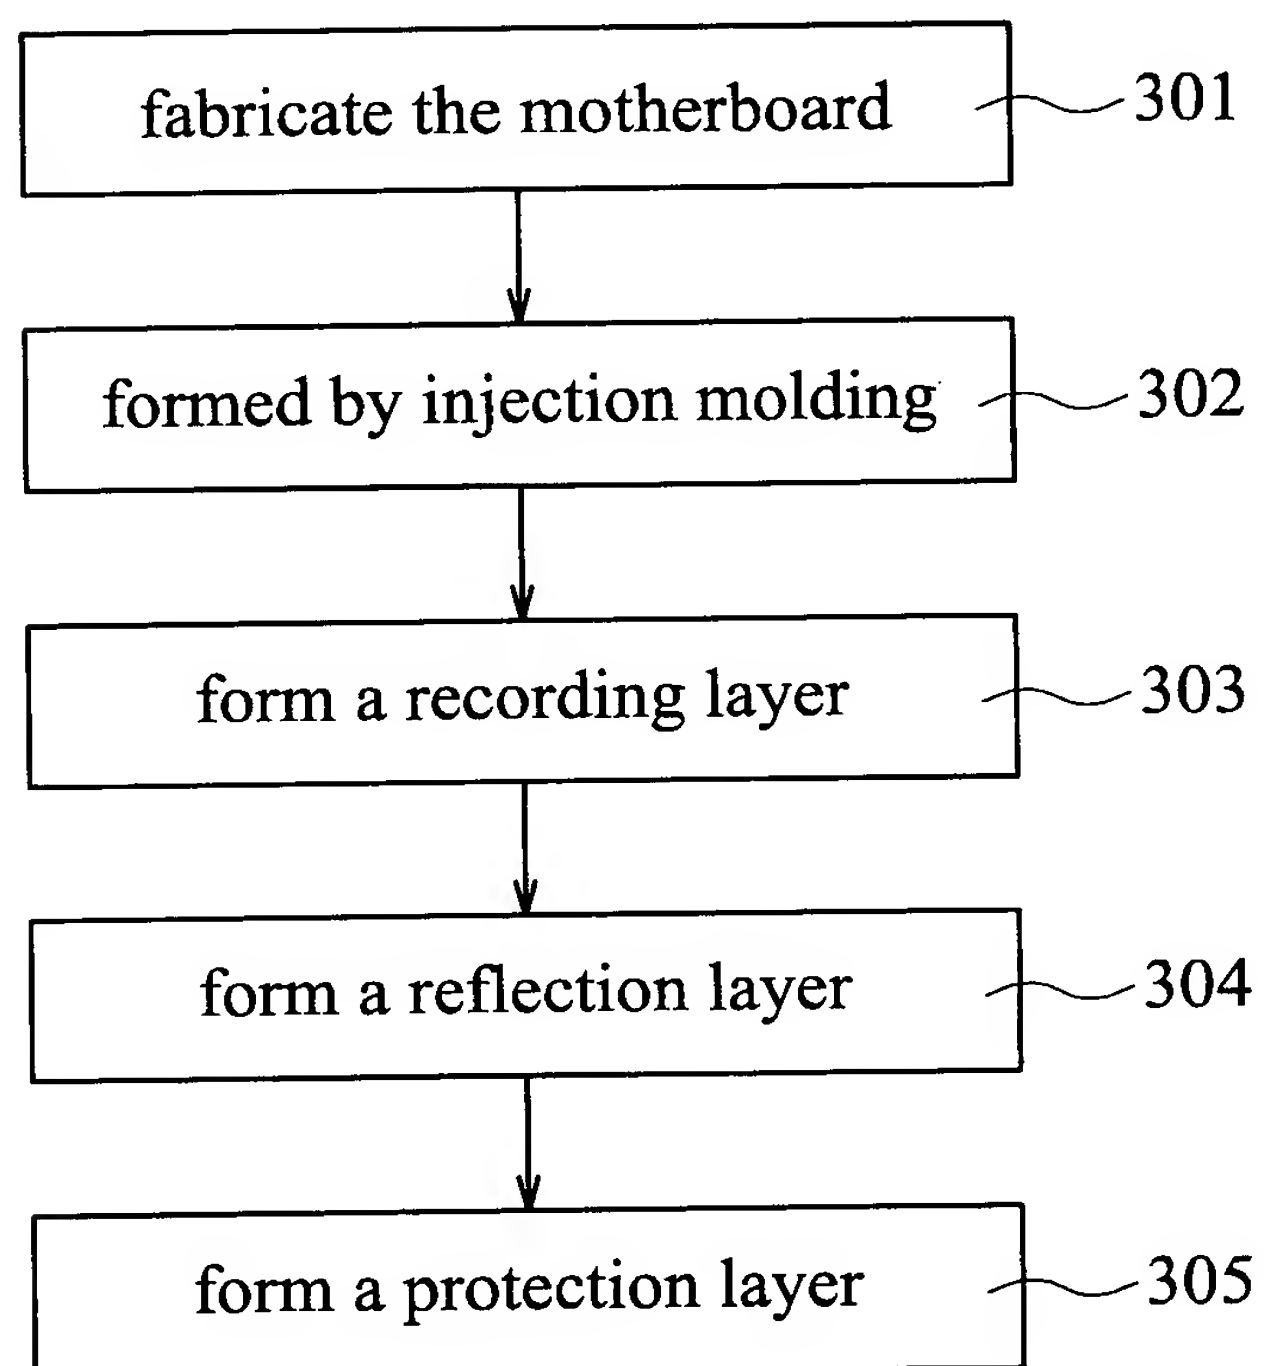 fabricate the motherboard 301
formed by injection molding 302
form a recording layer 303
form a reflection layer 304
form a protection layer 305